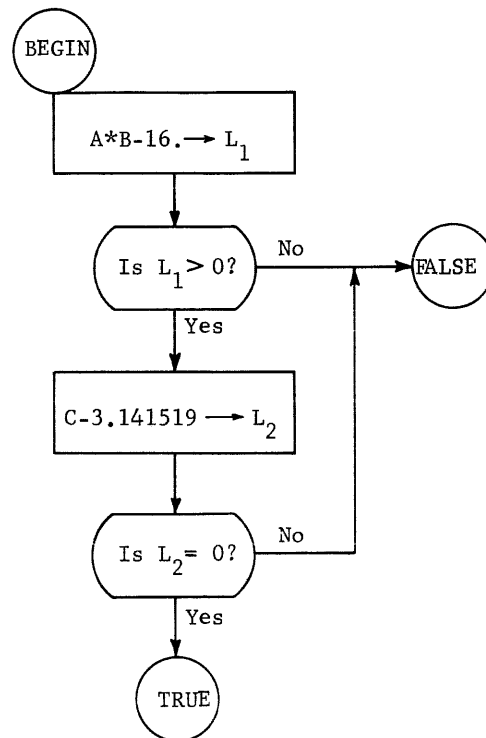 BEGIN
A*B-16.→ L₁
Is L₁> 0?
No
FALSE
Yes
C-3.141519 → L₂
Is L₂= 0?
No
Yes
TRUE